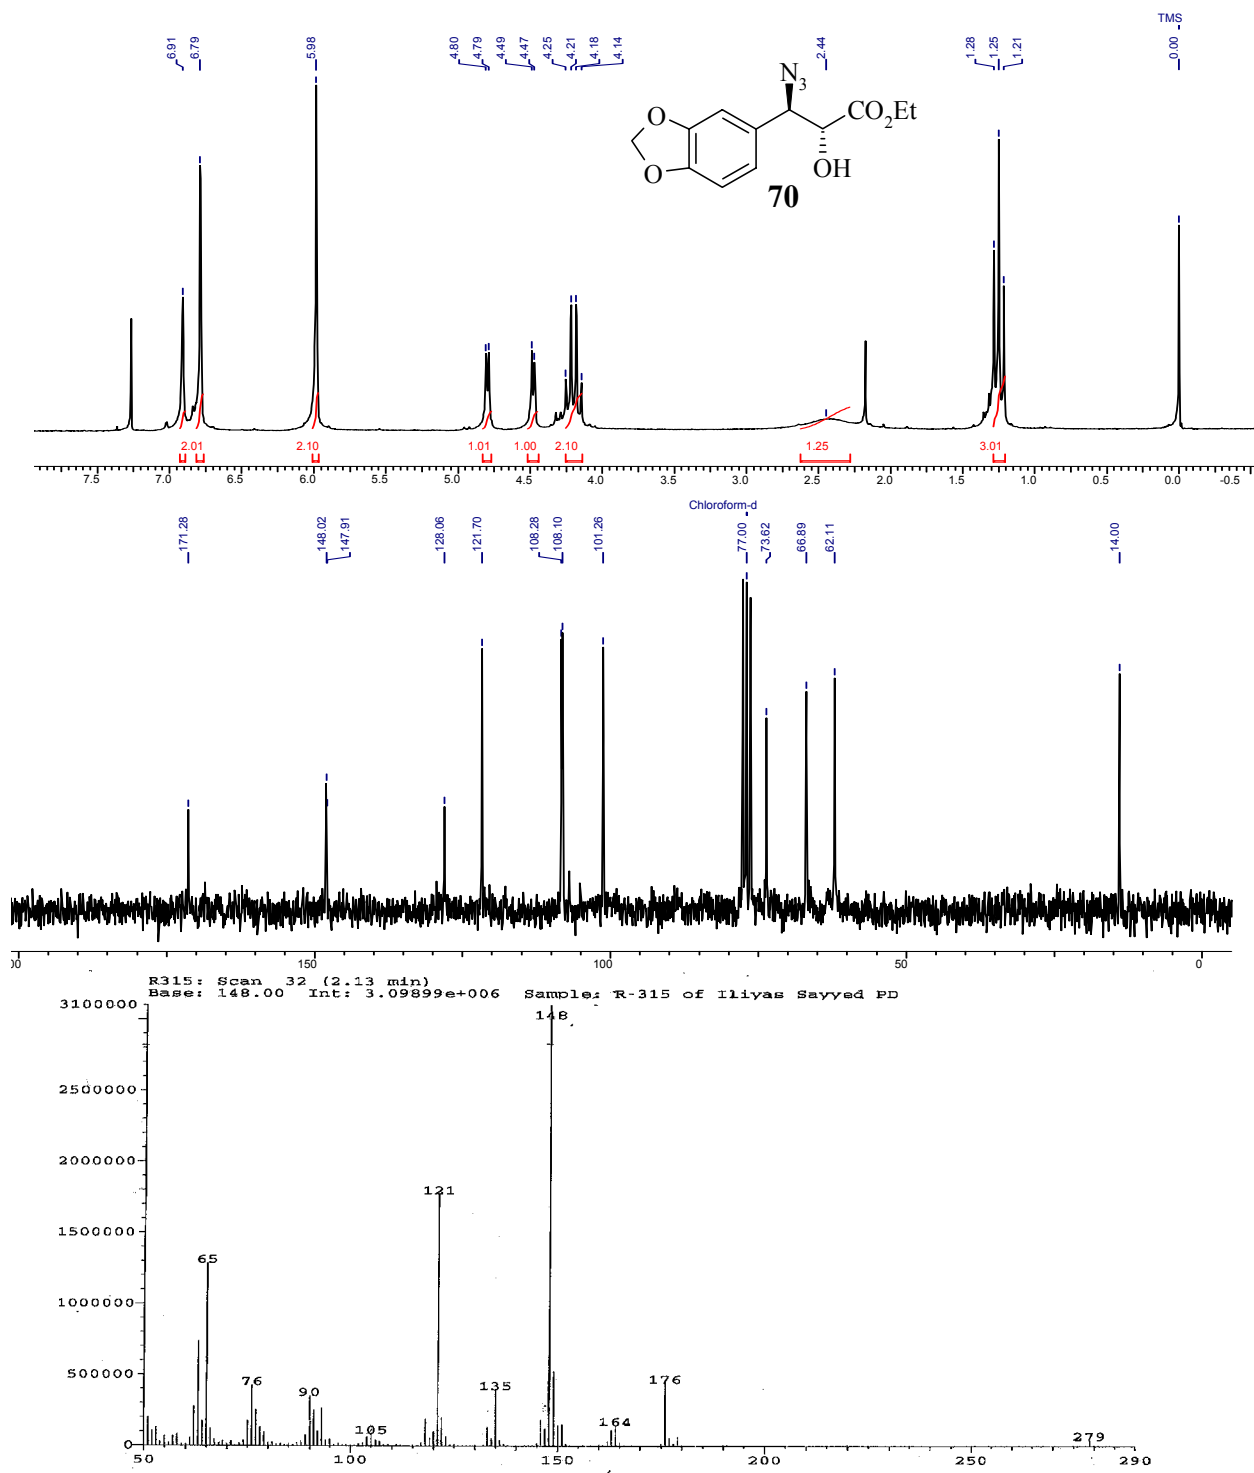 TMS
6.91 6.79 5.98 4.80 4.79 4.49 4.47 4.25 4.21 4.18 4.14 2.44 1.28 1.25 1.21 0.00
N3
O
CO2Et
O
OH
70
2.01 2.10 1.01 1.00 2.10 1.25 3.01
7.5 7.0 6.5 6.0 5.5 5.0 4.5 4.0 3.5 3.0 2.5 2.0 1.5 1.0 0.5 0.0 -0.5
Chloroform-d
171.28 148.02 147.91 128.06 121.70 108.28 108.10 101.26 77.00 73.62 66.89 62.11 14.00
00 150 100 50 0
R315: Scan 32 (2.13 min)
Base: 148.00 Int: 3.09899e+006 Sample: R-315 of Iliyas Sayyed PD
3100000
148
2500000
2000000
121
1500000
65
1000000
500000
76 90 135 176
105 164
0
279
50 100 150 200 250 290